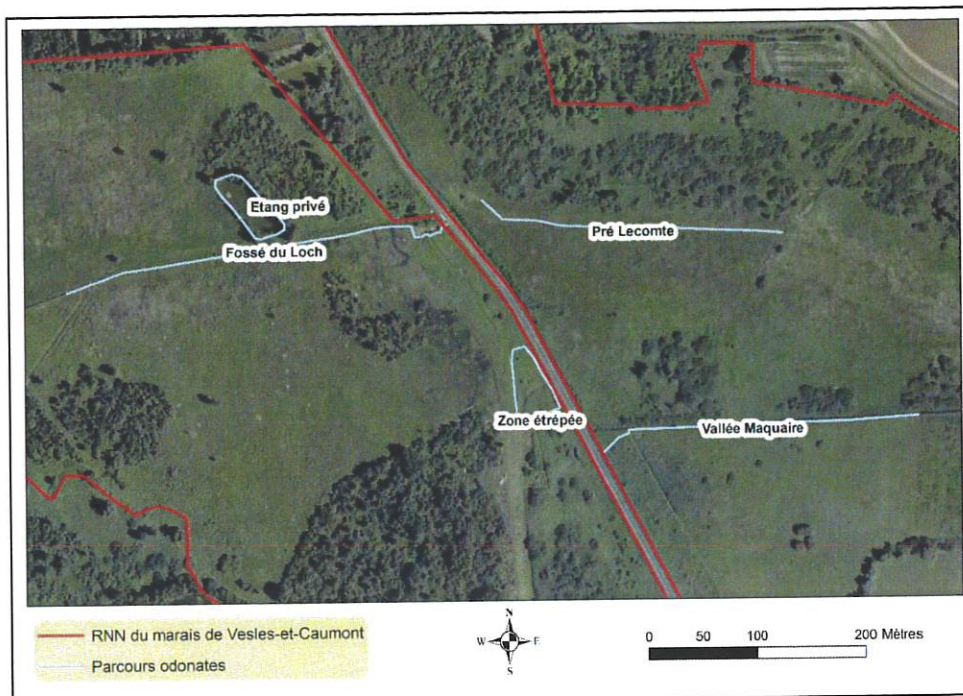 Etang privé
Fossé du Loch
Pré Lecomte
Zone étrépée
Vallée Maquaire
RNN du marais de Vesles-et-Caumont
Parcours odonates
N
W E
S
0 50 100 200 Mètres